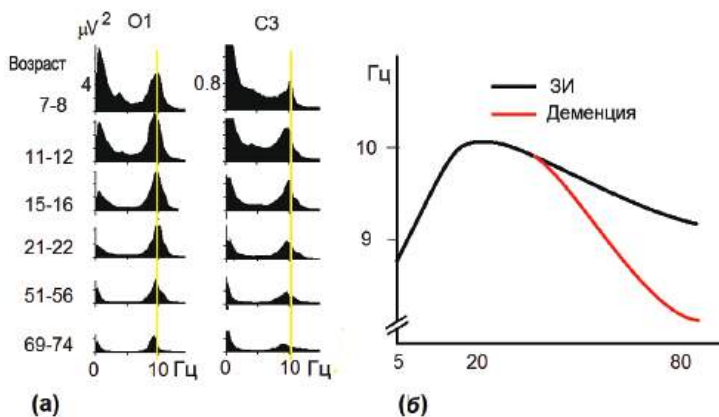 μV² O1 C3
Возраст
4 0.8
7-8
11-12
15-16
21-22
51-56
69-74
0 10 Гц 0 10 Гц
(а)
Гц
ЗИ
Деменция
10
9
5 20 80
(б)